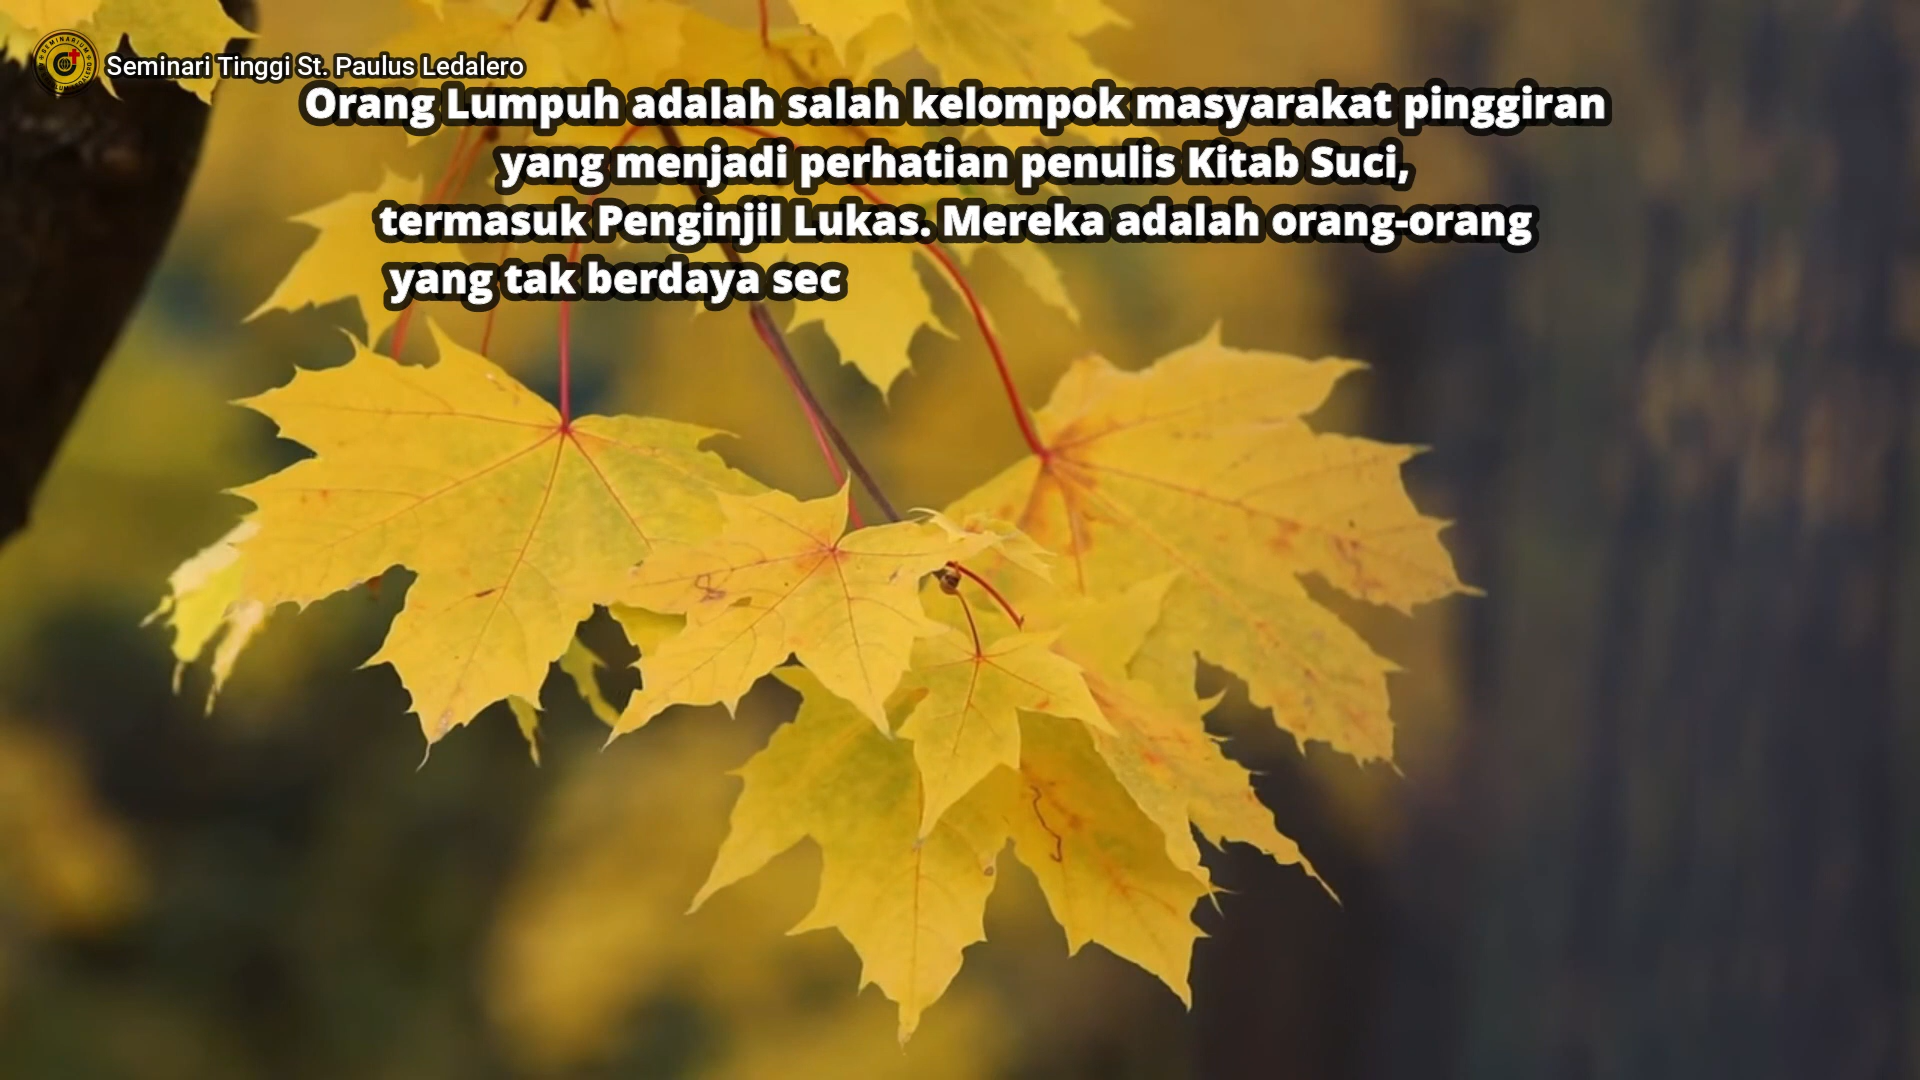 Seminari Tinggi St. Paulus Ledalero
Orang Lumpuh adalah salah kelompok masyarakat pinggiran
yang menjadi perhatian penulis Kitab Suci,
termasuk Penginjil Lukas. Mereka adalah orang-orang
yang tak berdaya sec